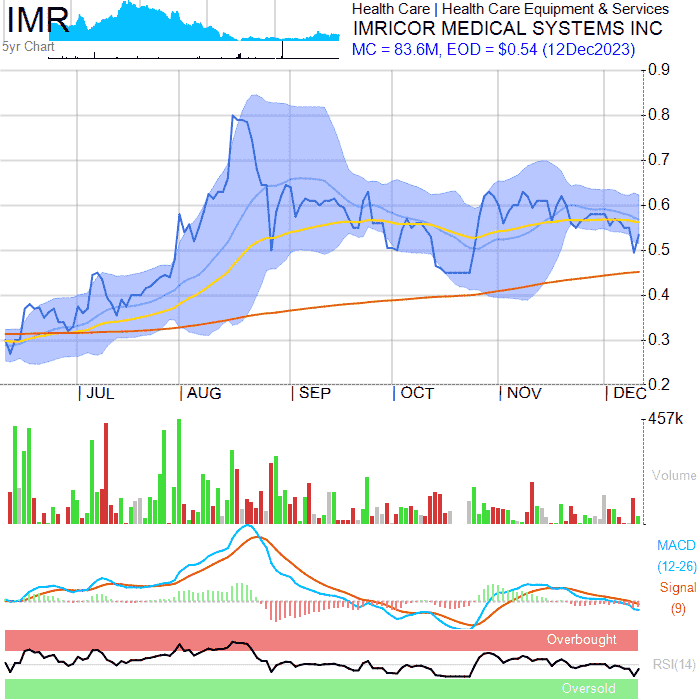 IMR
5yr Chart
Health Care | Health Care Equipment & Services
IMRICOR MEDICAL SYSTEMS INC
MC = 83.6M, EOD = $0.54 (12Dec2023)
0.9
0.8
0.7
0.6
0.5
0.4
0.3
0.2
| JUL | AUG | SEP | OCT | NOV | DEC
457k
Volume
MACD
(12-26)
Signal
(9)
Overbought
RSI(14)
Oversold